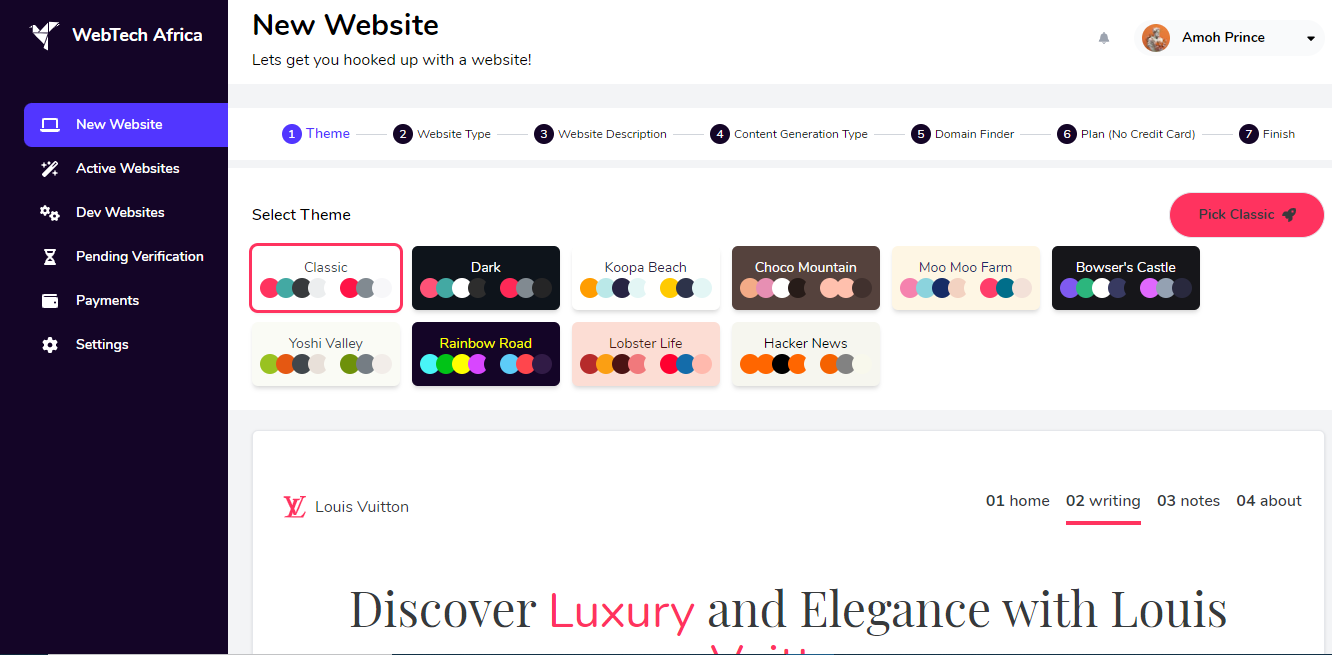 WebTech Africa
New Website
Active Websites
Dev Websites
Pending Verification
Payments
Settings
New Website
Lets get you hooked up with a website!
Amoh Prince
1 Theme 2 Website Type 3 Website Description 4 Content Generation Type 5 Domain Finder 6 Plan (No Credit Card) 7 Finish
Select Theme
Pick Classic
Classic Dark Koopa Beach Choco Mountain Moo Moo Farm Bowser's Castle
Yoshi Valley Rainbow Road Lobster Life Hacker News
LV Louis Vuitton
01 home 02 writing 03 notes 04 about
Discover Luxury and Elegance with Louis